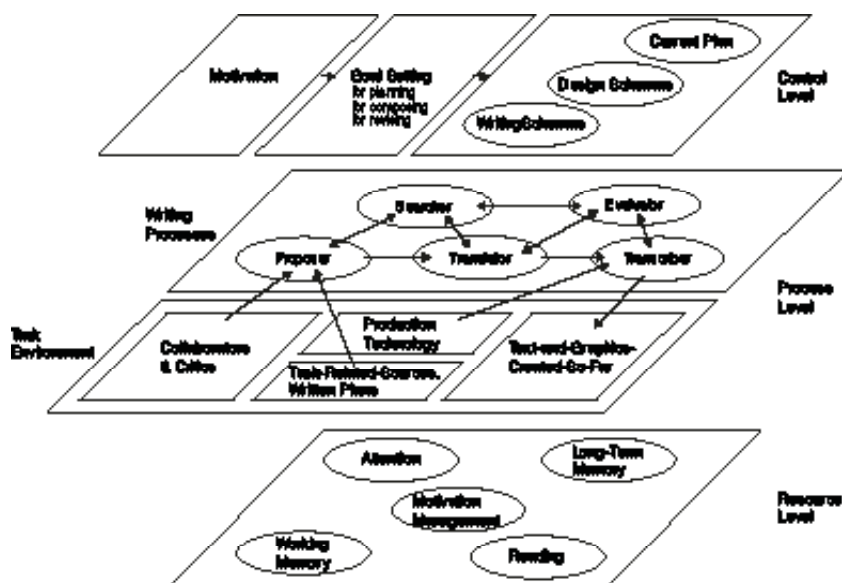 Motivation
Goal Setting
for planning
for composing
for revising
Current Plan
Design Schemas
Writing Schemas
Control
Level
Writing
Processes
Searcher
Evaluator
Proposer
Translator
Transcriber
Process
Level
Task
Environment
Collaborators
& Critics
Production
Technology
Task-Related-Sources,
Written Plans
Text-and-Graphics-
Created-So-Far
Attention
Long-Term
Memory
Motivation
Management
Working
Memory
Reading
Resource
Level